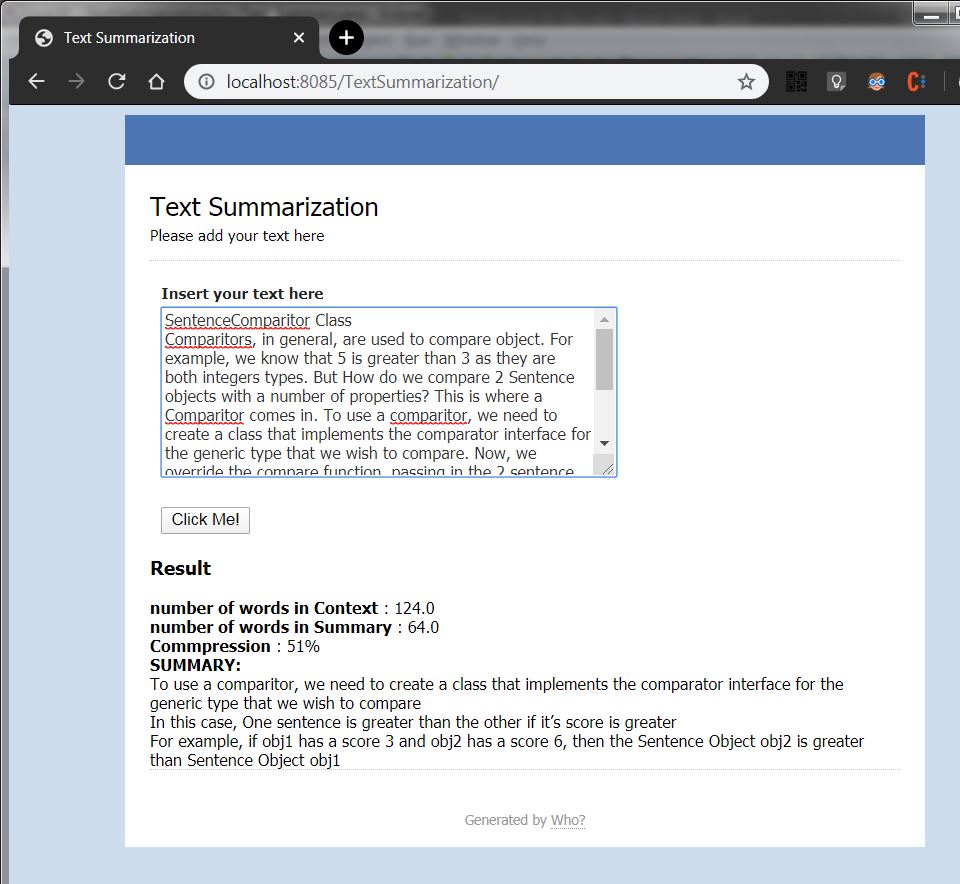 Text Summarization
localhost:8085/TextSummarization/
Text Summarization
Please add your text here
Insert your text here
SentenceComparitor Class
Comparitors, in general, are used to compare object. For
example, we know that 5 is greater than 3 as they are
both integers types. But How do we compare 2 Sentence
objects with a number of properties? This is where a
Comparitor comes in. To use a comparitor, we need to
create a class that implements the comparator interface for
the generic type that we wish to compare. Now, we
override the compare function, passing in the 2 sentence
Click Me!
Result
number of words in Context : 124.0
number of words in Summary : 64.0
Commpression : 51%
SUMMARY:
To use a comparitor, we need to create a class that implements the comparator interface for the
generic type that we wish to compare
In this case, One sentence is greater than the other if it’s score is greater
For example, if obj1 has a score 3 and obj2 has a score 6, then the Sentence Object obj2 is greater
than Sentence Object obj1
Generated by Who?